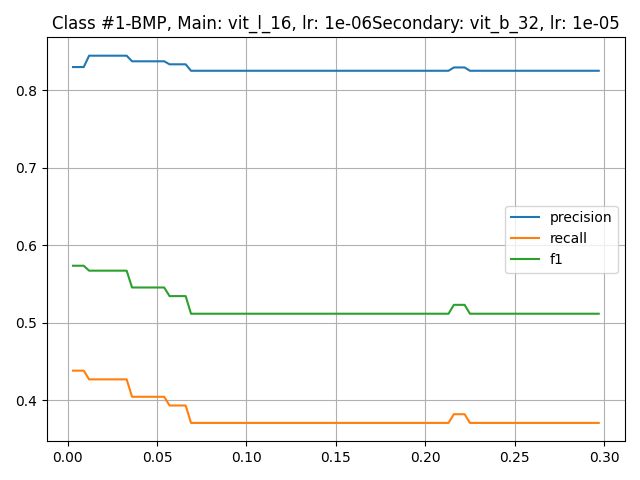 Class #1-BMP, Main: vit_l_16, lr: 1e-06Secondary: vit_b_32, lr: 1e-05
0.8
0.7
0.6
0.5
0.4
precision
recall
f1
0.00 0.05 0.10 0.15 0.20 0.25 0.30